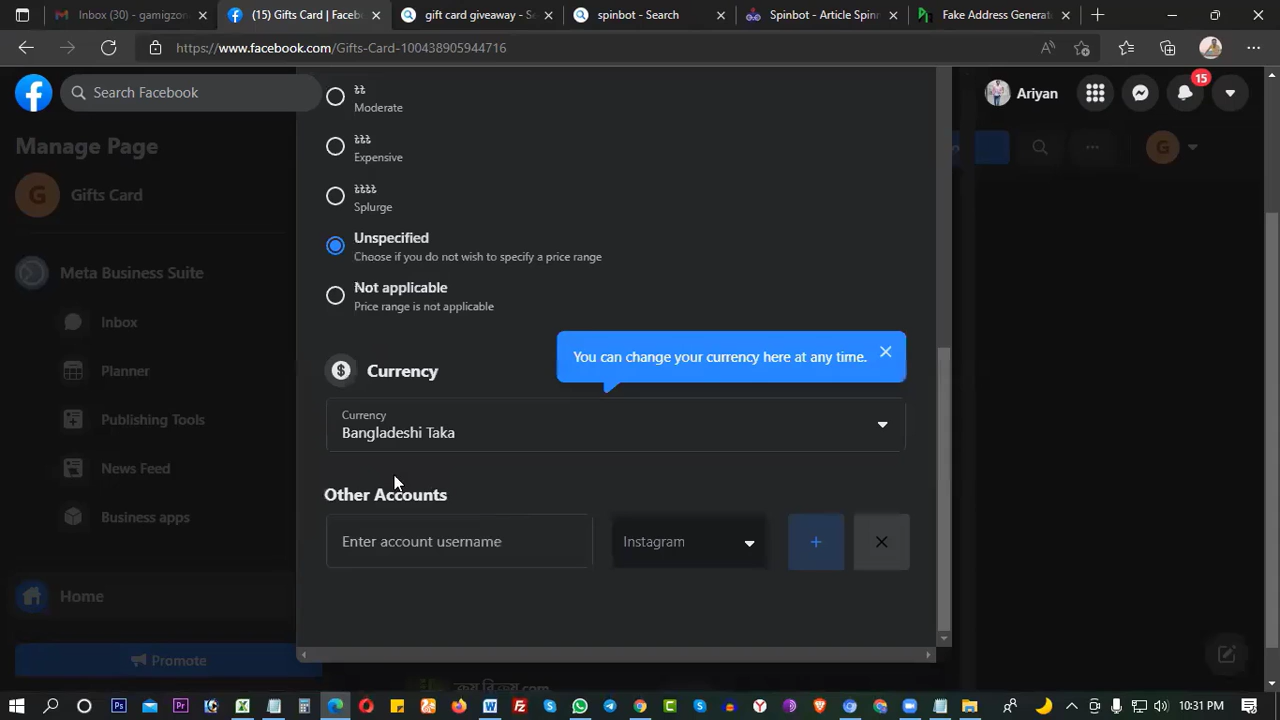 Inbox (30) - gamigzon
(15) Gifts Card | Faceb
gift card giveaway - Se
spinbot - Search
Spinbot - Article Spinn
Fake Address Generat
https://www.facebook.com/Gifts-Card-100438905944716
Search Facebook
Ariyan
15
Manage Page
G
Gifts Card
G
Meta Business Suite
Inbox
Planner
Publishing Tools
News Feed
Business apps
Home
Promote
৳৳
Moderate
৳৳৳
Expensive
৳৳৳৳
Splurge
Unspecified
Choose if you do not wish to specify a price range
Not applicable
Price range is not applicable
You can change your currency here at any time.
$ Currency
Currency
Bangladeshi Taka
Other Accounts
Enter account username
Instagram
10:31 PM